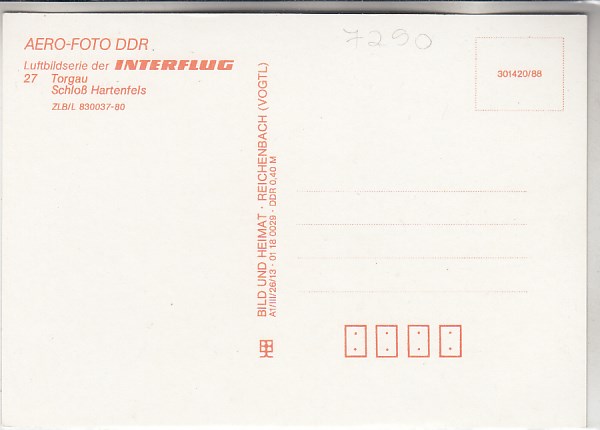 AERO-FOTO DDR
Luftbildserie der INTERFLUG
27 Torgau
Schloß Hartenfels
ZLB/L 830037-80
7290
301420/88
BILD UND HEIMAT · REICHENBACH (VOGTL)
A1/III/26/13 · 01 18 0029 · DDR 0,40 M